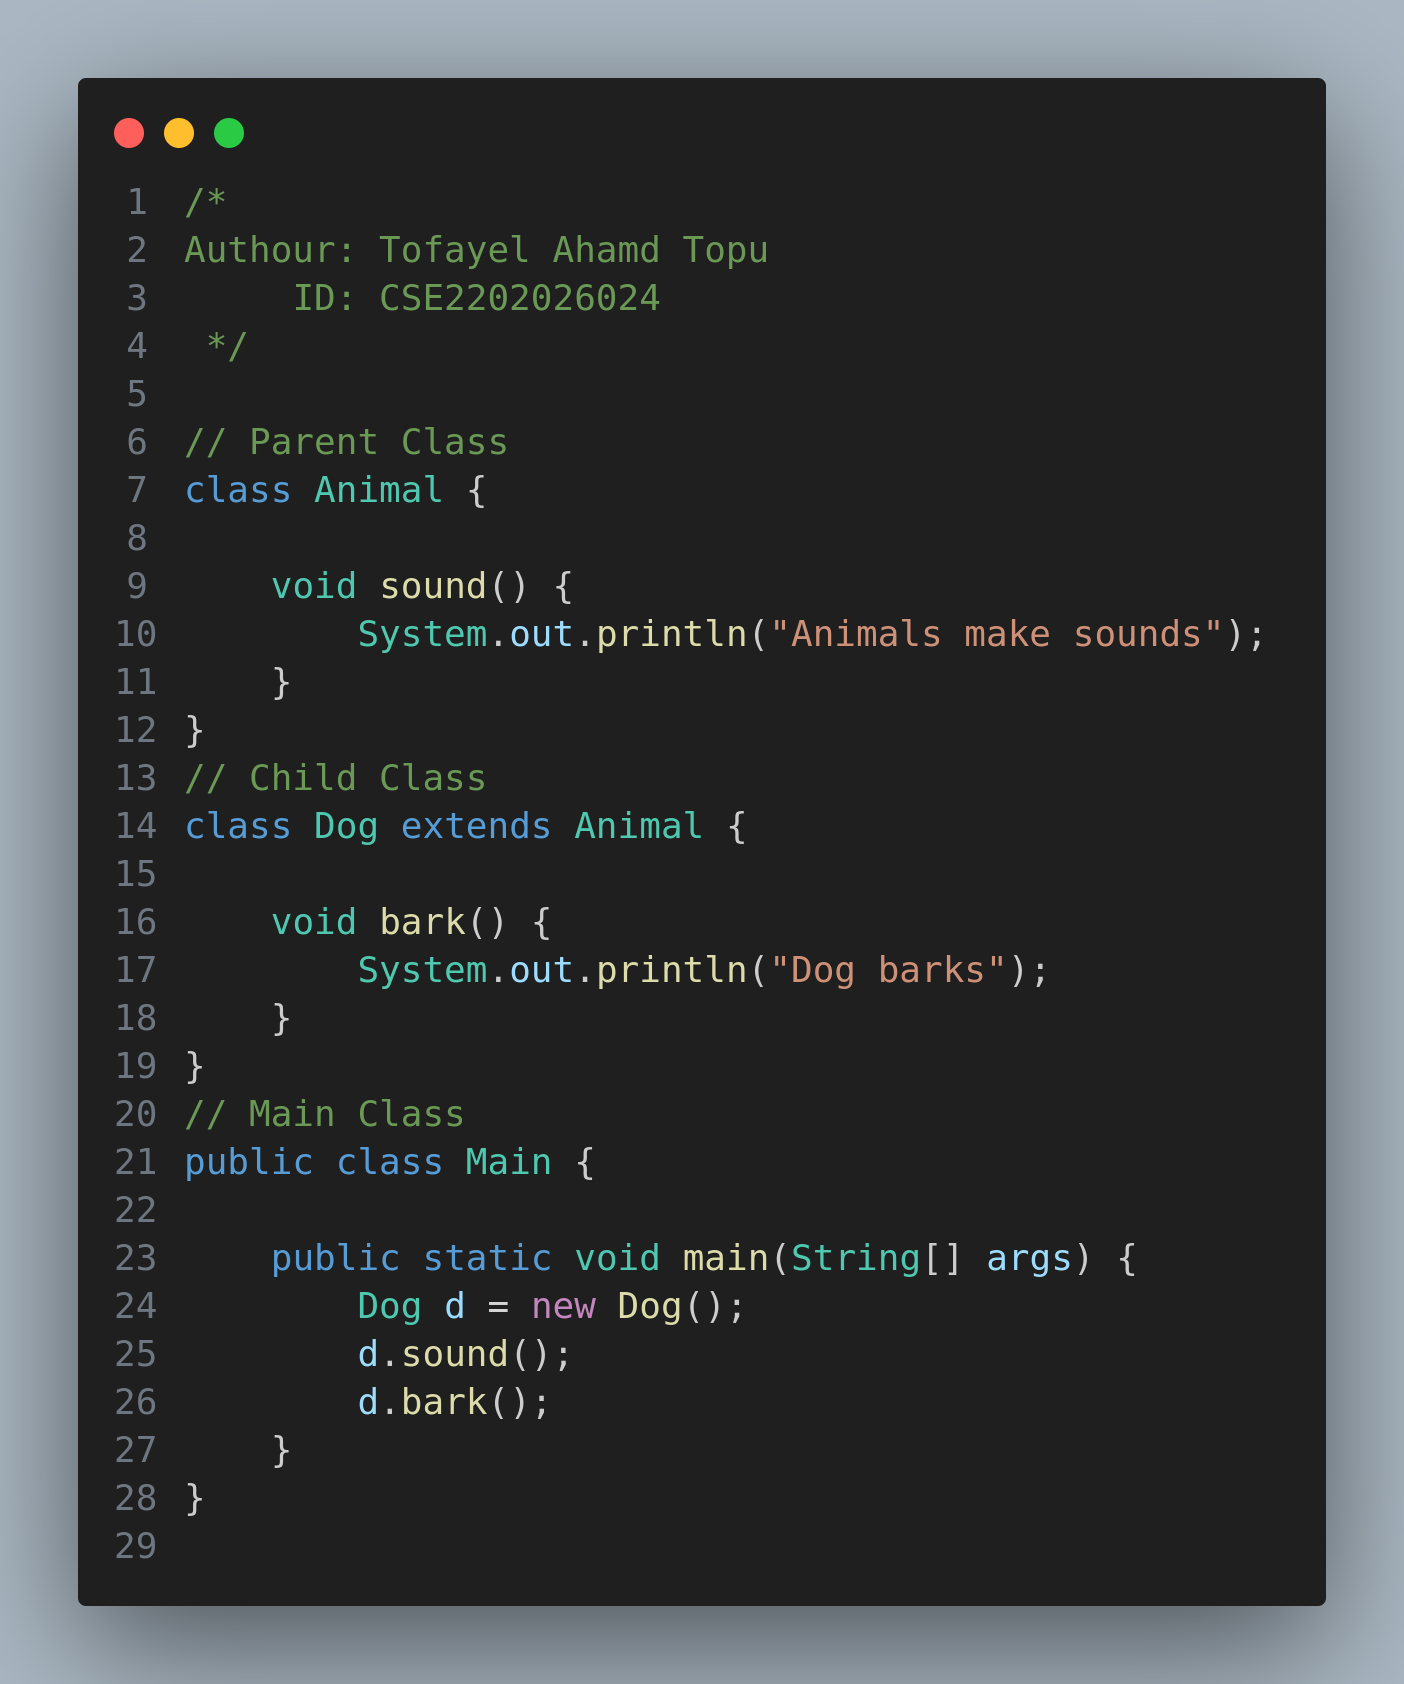 1 /*
2 Authour: Tofayel Ahamd Topu
3      ID: CSE2202026024
4  */
5
6 // Parent Class
7 class Animal {
8
9     void sound() {
10         System.out.println("Animals make sounds");
11     }
12 }
13 // Child Class
14 class Dog extends Animal {
15
16     void bark() {
17         System.out.println("Dog barks");
18     }
19 }
20 // Main Class
21 public class Main {
22
23     public static void main(String[] args) {
24         Dog d = new Dog();
25         d.sound();
26         d.bark();
27     }
28 }
29